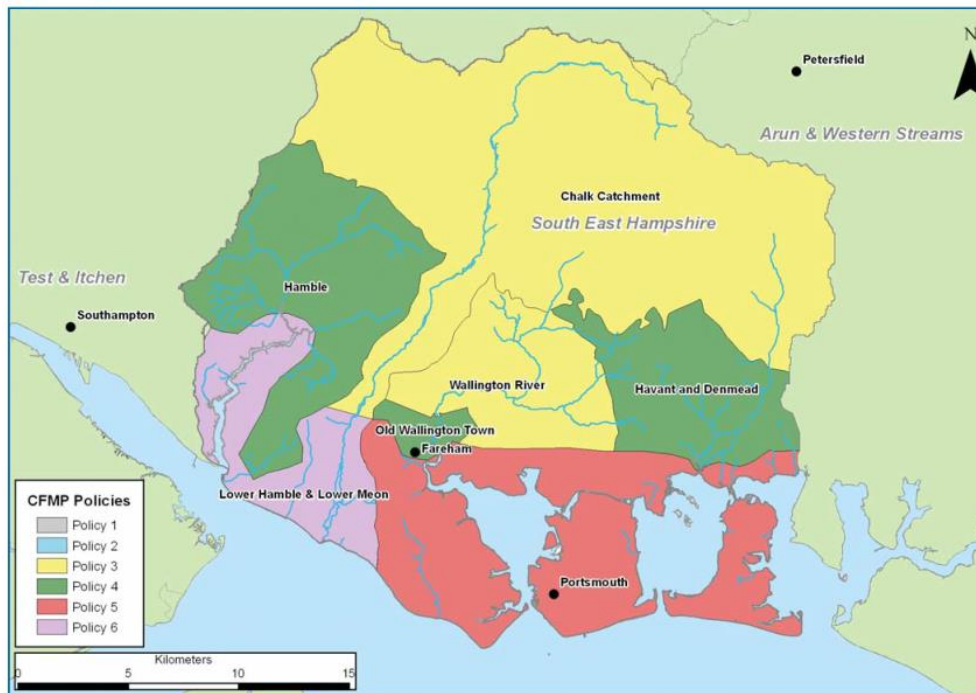 N
Petersfield
Arun & Western Streams
Chalk Catchment
South East Hampshire
Test & Itchen
Hamble
Southampton
Wallington River
Havant and Denmead
Old Wallington Town
Fareham
Lower Hamble & Lower Meon
Portsmouth
CFMP Policies
Policy 1
Policy 2
Policy 3
Policy 4
Policy 5
Policy 6
Kilometers
0 5 10 15